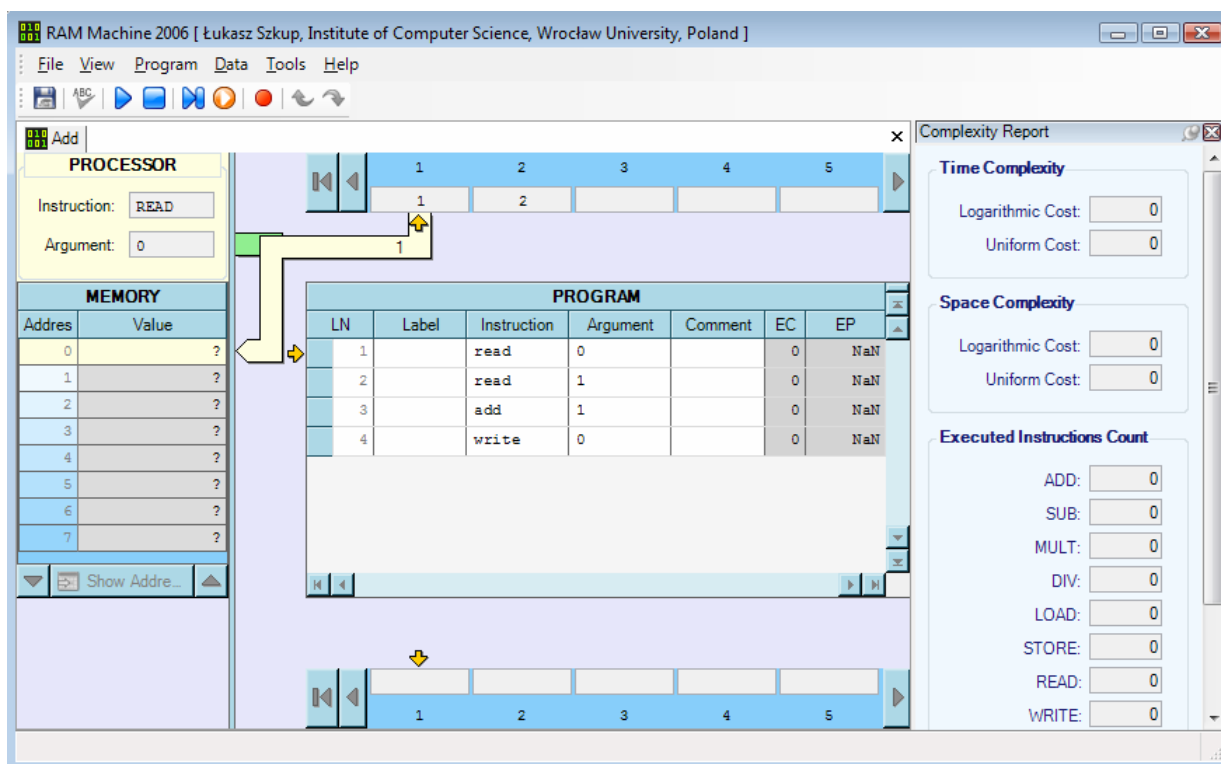 RAM Machine 2006 [ Łukasz Szkup, Institute of Computer Science, Wrocław University, Poland ]
File View Program Data Tools Help
ABC
010 001 Add
PROCESSOR
Instruction: READ
Argument: 0
1 2 3 4 5
1 2
1
MEMORY
Addres Value
0 ?
1 ?
2 ?
3 ?
4 ?
5 ?
6 ?
7 ?
Show Addre...
PROGRAM
LN Label Instruction Argument Comment EC EP
1 read 0 0 NaN
2 read 1 0 NaN
3 add 1 0 NaN
4 write 0 0 NaN
1 2 3 4 5
Complexity Report
Time Complexity
Logarithmic Cost: 0
Uniform Cost: 0
Space Complexity
Logarithmic Cost: 0
Uniform Cost: 0
Executed Instructions Count
ADD: 0
SUB: 0
MULT: 0
DIV: 0
LOAD: 0
STORE: 0
READ: 0
WRITE: 0